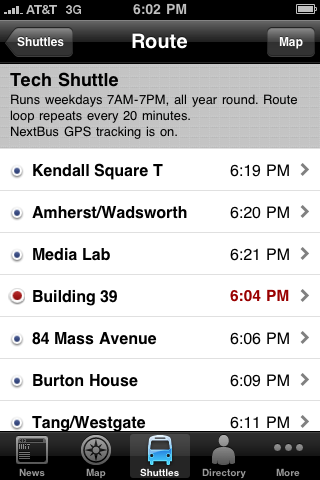 AT&T 3G 6:02 PM
Shuttles Route Map
Tech Shuttle
Runs weekdays 7AM-7PM, all year round. Route
loop repeats every 20 minutes.
NextBus GPS tracking is on.
Kendall Square T 6:19 PM
Amherst/Wadsworth 6:20 PM
Media Lab 6:21 PM
Building 39 6:04 PM
84 Mass Avenue 6:06 PM
Burton House 6:09 PM
Tang/Westgate 6:11 PM
News Map Shuttles Directory More